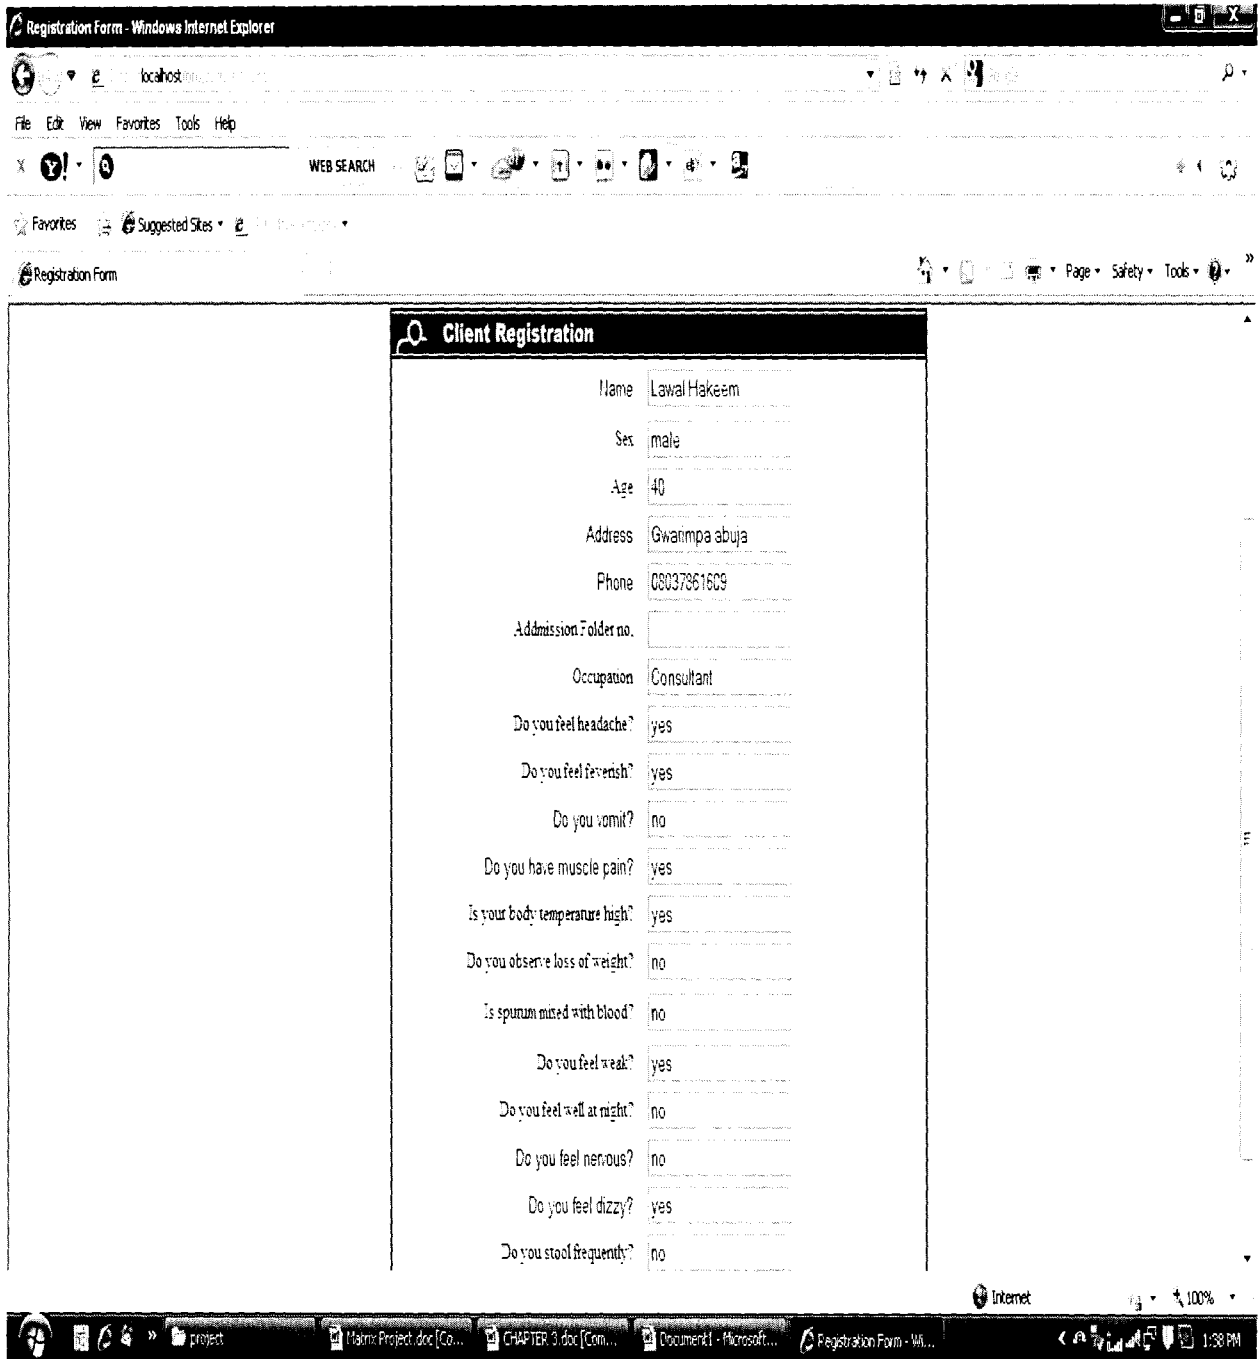 Registration Form - Windows Internet Explorer
localhost
File Edit View Favorites Tools Help
WEB SEARCH
Favorites Suggested Sites
Registration Form Page Safety Tools
Client Registration
Name Lawal Hakeem
Sex male
Age 40
Address Gwarimpa abuja
Phone
Addmission Folder no.
Occupation Consultant
Do you feel headache? yes
Do you feel feverish? yes
Do you vomit? no
Do you have muscle pain? yes
Is your body temperature high? yes
Do you observe loss of weight? no
Is sputum mixed with blood? no
Do you feel weak? yes
Do you feel well at night? no
Do you feel nervous? no
Do you feel dizzy? yes
Do you stool frequently? no
Internet 100%
project Matrix Project.doc [Co... CHAPTER 3.doc [Com... Document1 - Microsoft... Registration Form - Wi... 1:38 PM